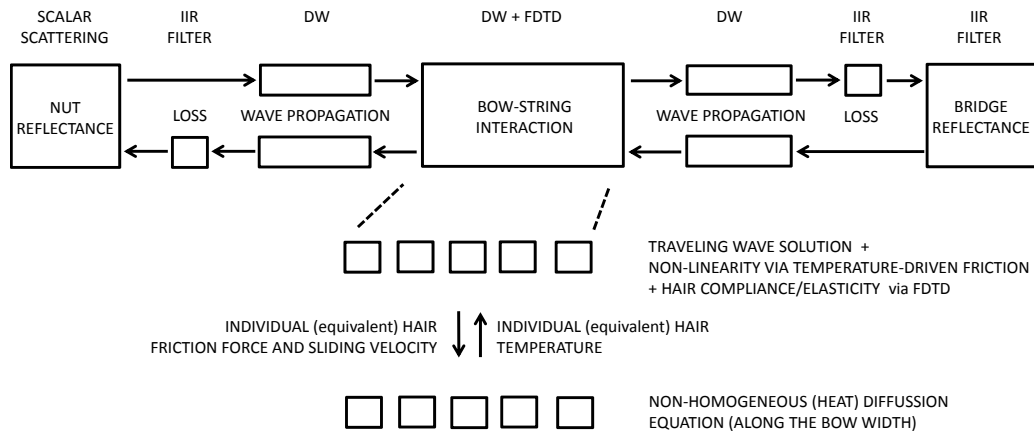 SCALAR
SCATTERING
IIR
FILTER
DW
DW + FDTD
DW
IIR
FILTER
IIR
FILTER
NUT
REFLECTANCE
LOSS
WAVE PROPAGATION
BOW-STRING
INTERACTION
WAVE PROPAGATION
LOSS
BRIDGE
REFLECTANCE
TRAVELING WAVE SOLUTION +
NON-LINEARITY VIA TEMPERATURE-DRIVEN FRICTION
+ HAIR COMPLIANCE/ELASTICITY via FDTD
INDIVIDUAL (equivalent) HAIR
FRICTION FORCE AND SLIDING VELOCITY
INDIVIDUAL (equivalent) HAIR
TEMPERATURE
NON-HOMOGENEOUS (HEAT) DIFFUSSION
EQUATION (ALONG THE BOW WIDTH)